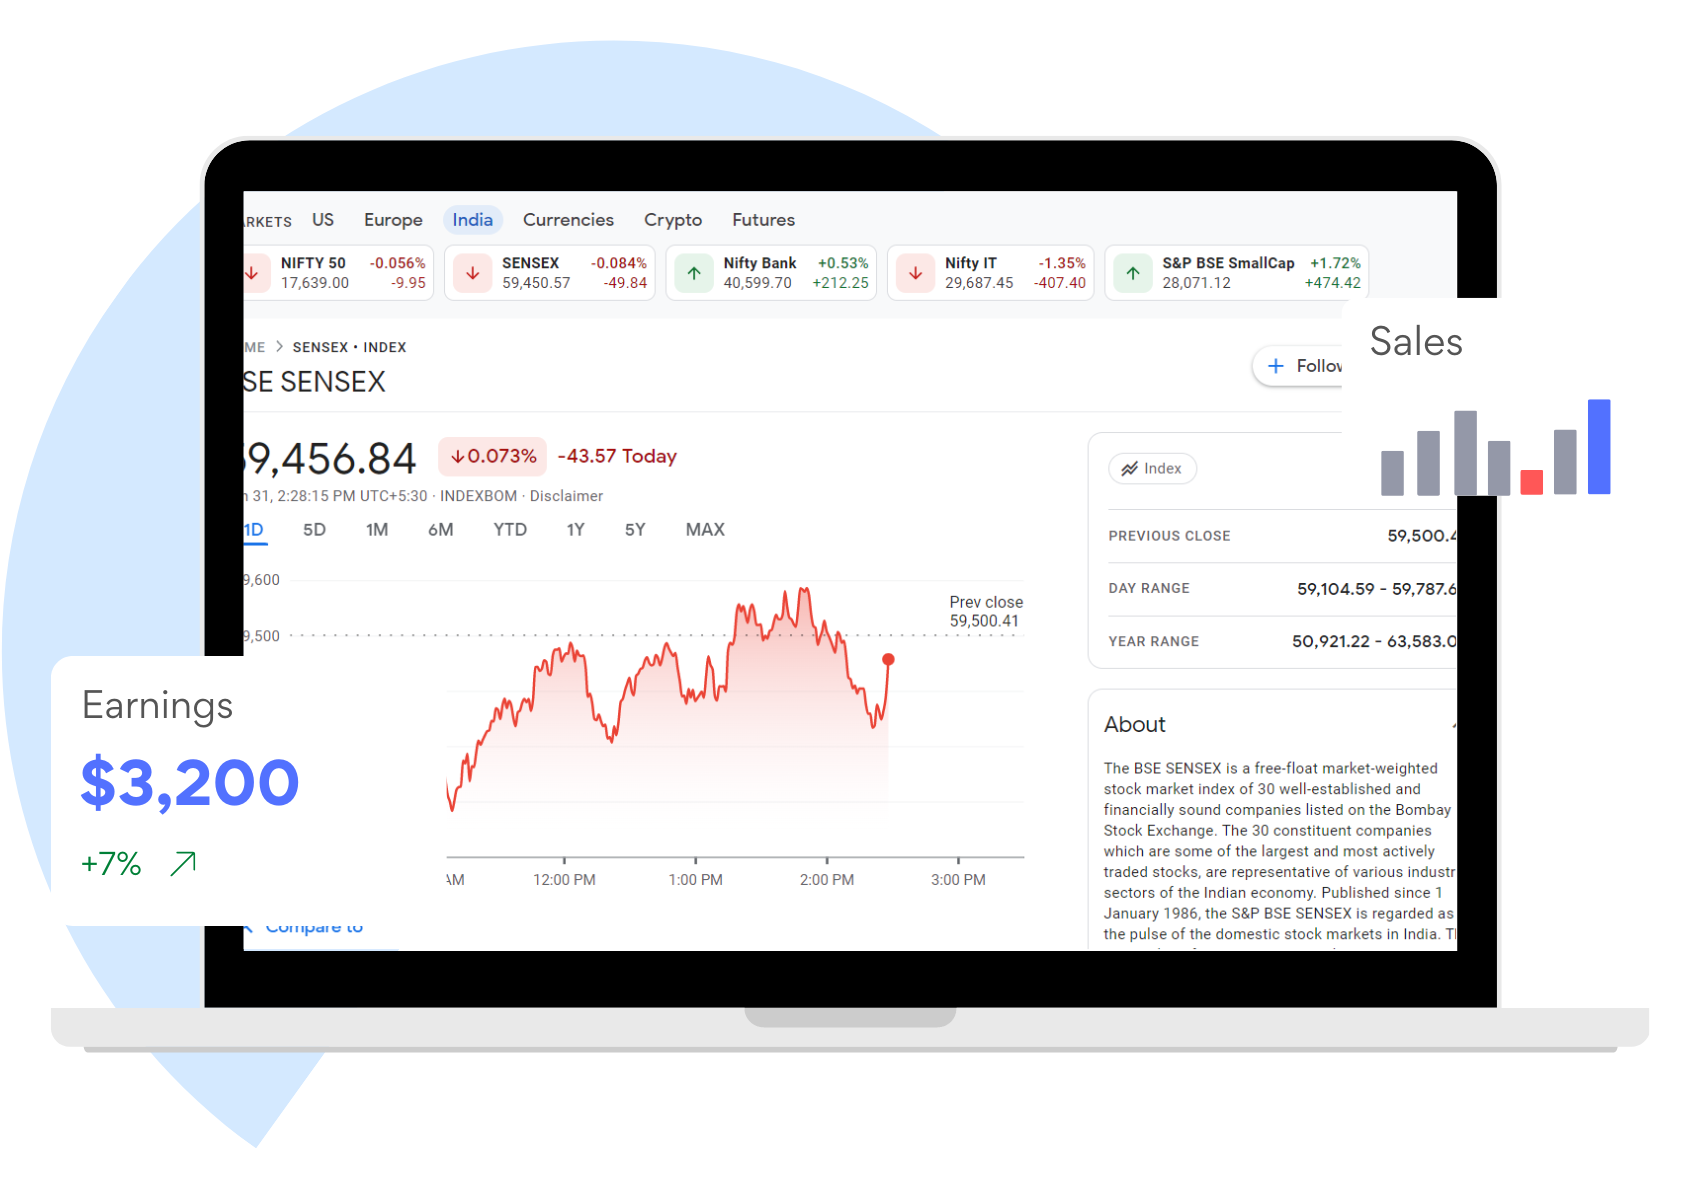 ARKETS US Europe India Currencies Crypto Futures
NIFTY 50 -0.056%
17,639.00 -9.95
SENSEX -0.084%
59,450.57 -49.84
Nifty Bank +0.53%
40,599.70 +212.25
Nifty IT -1.35%
29,687.45 -407.40
S&P BSE SmallCap +1.72%
28,071.12 +474.42
ME > SENSEX • INDEX
SE SENSEX
+ Follow
Sales
59,456.84 ↓0.073% -43.57 Today
n 31, 2:28:15 PM UTC+5:30 · INDEXBOM · Disclaimer
1D 5D 1M 6M YTD 1Y 5Y MAX
9,600
9,500
Prev close
59,500.41
AM 12:00 PM 1:00 PM 2:00 PM 3:00 PM
Earnings
$3,200
+7%
Compare to
Index
PREVIOUS CLOSE 59,500.4
DAY RANGE 59,104.59 - 59,787.6
YEAR RANGE 50,921.22 - 63,583.0
About
The BSE SENSEX is a free-float market-weighted
stock market index of 30 well-established and
financially sound companies listed on the Bombay
Stock Exchange. The 30 constituent companies
which are some of the largest and most actively
traded stocks, are representative of various industr
sectors of the Indian economy. Published since 1
January 1986, the S&P BSE SENSEX is regarded as
the pulse of the domestic stock markets in India. T